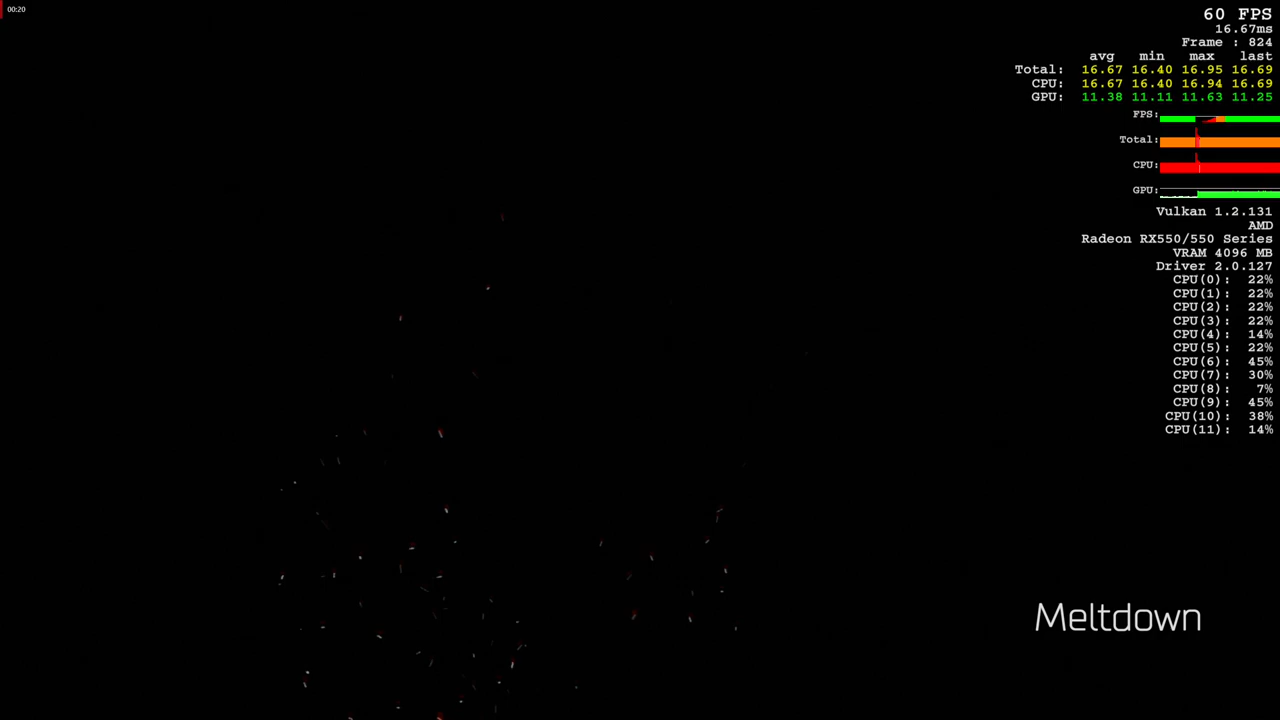 00:20
60 FPS
16.67ms
Frame : 824
avg min max last
Total: 16.67 16.40 16.95 16.69
CPU: 16.67 16.40 16.94 16.69
GPU: 11.38 11.11 11.63 11.25
FPS:
Total:
CPU:
GPU:
Vulkan 1.2.131
AMD
Radeon RX550/550 Series
VRAM 4096 MB
Driver 2.0.127
CPU(0): 22%
CPU(1): 22%
CPU(2): 22%
CPU(3): 22%
CPU(4): 14%
CPU(5): 22%
CPU(6): 45%
CPU(7): 30%
CPU(8): 7%
CPU(9): 45%
CPU(10): 38%
CPU(11): 14%
Meltdown